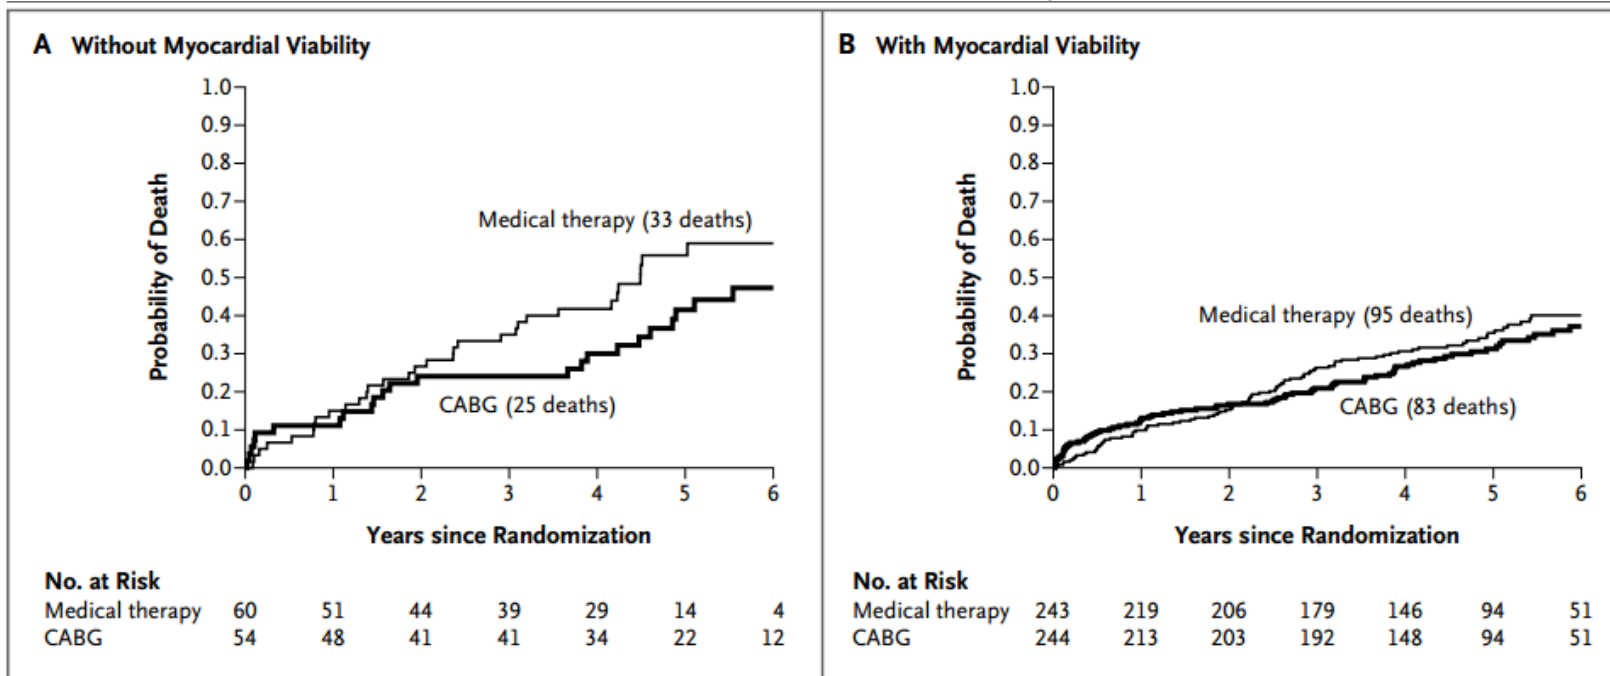 A Without Myocardial Viability
1.0
0.9
0.8
0.7
0.6
0.5
0.4
0.3
0.2
0.1
0.0
Probability of Death
Medical therapy (33 deaths)
CABG (25 deaths)
0 1 2 3 4 5 6
Years since Randomization
No. at Risk
Medical therapy 60 51 44 39 29 14 4
CABG 54 48 41 41 34 22 12
B With Myocardial Viability
1.0
0.9
0.8
0.7
0.6
0.5
0.4
0.3
0.2
0.1
0.0
Probability of Death
Medical therapy (95 deaths)
CABG (83 deaths)
0 1 2 3 4 5 6
Years since Randomization
No. at Risk
Medical therapy 243 219 206 179 146 94 51
CABG 244 213 203 192 148 94 51